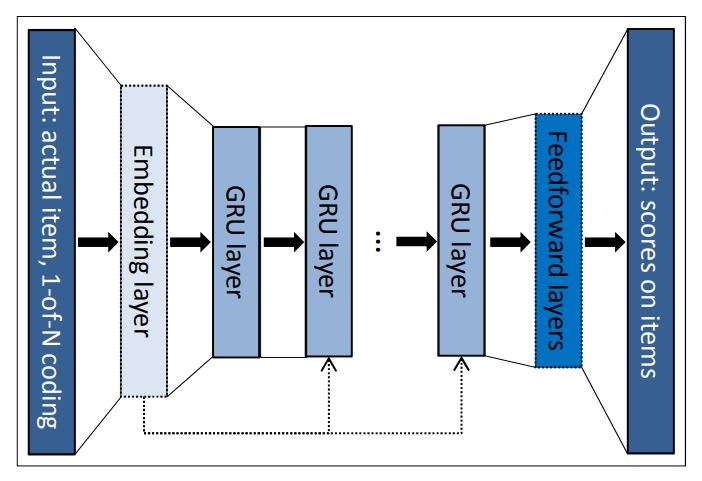 Input: actual item, 1-of-N coding
Embedding layer
GRU layer
GRU layer
...
GRU layer
Feedforward layers
Output: scores on items